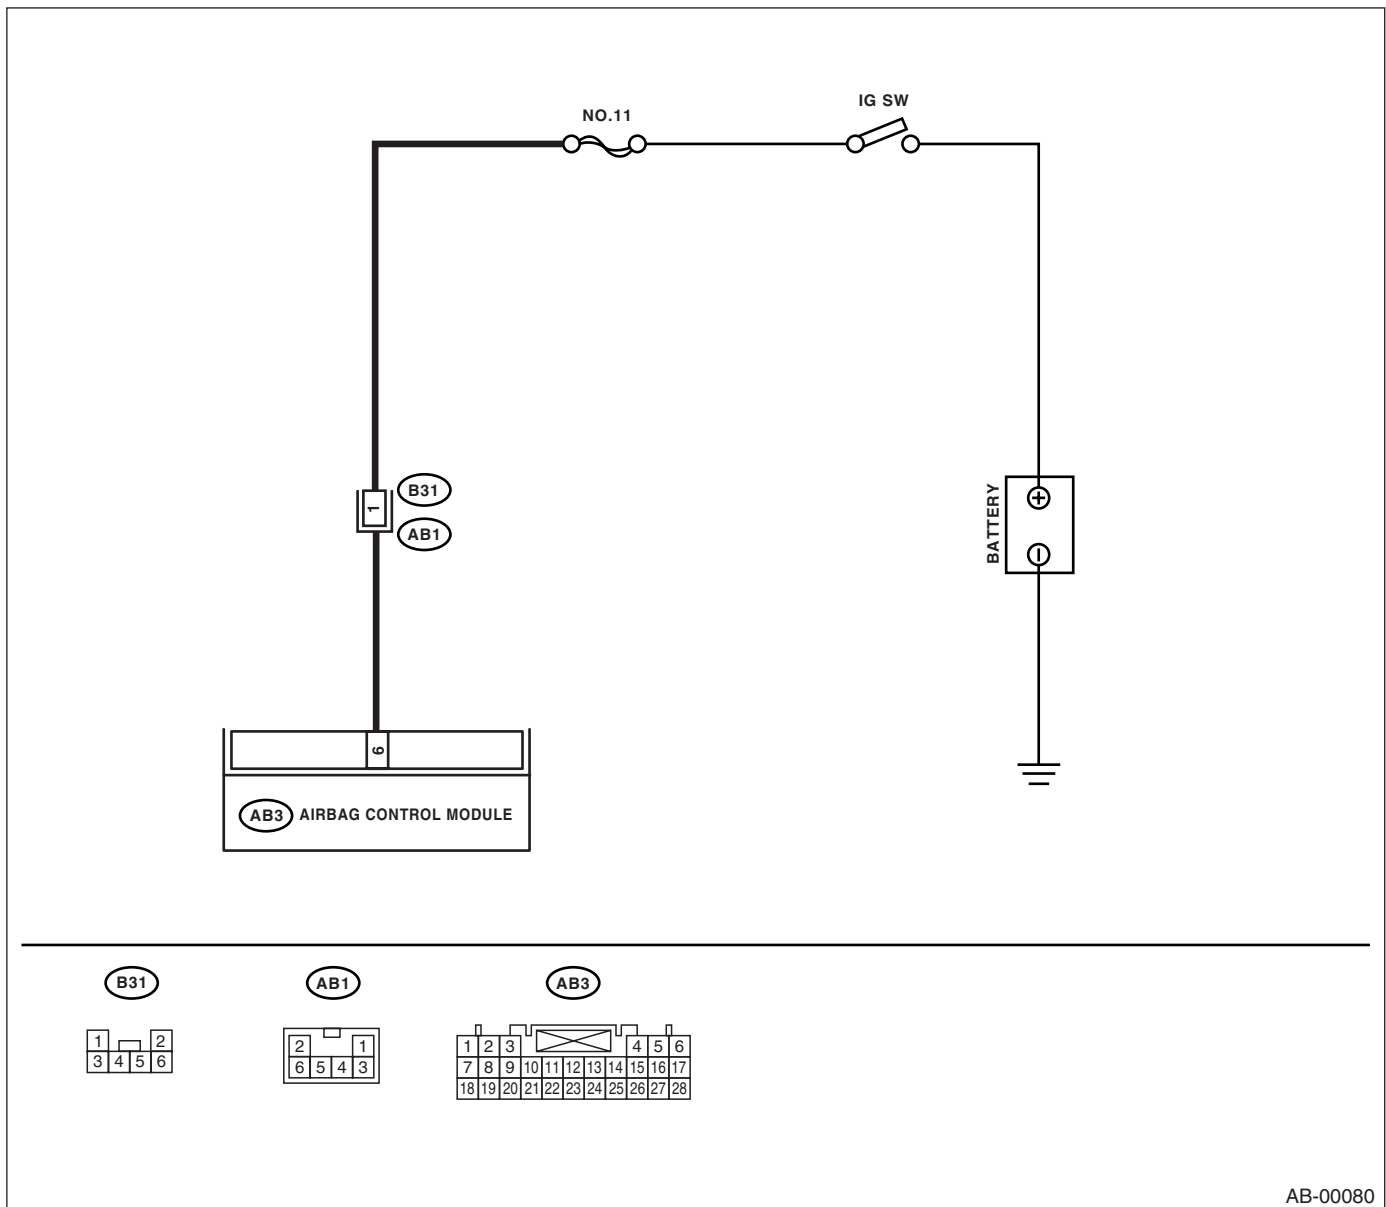 NO.11
IG SW
B31
1
AB1
BATTERY
6
AB3 AIRBAG CONTROL MODULE
B31
AB1
AB3
1 2
3 4 5 6
2 1
6 5 4 3
1 2 3 4 5 6
7 8 9 10 11 12 13 14 15 16 17
18 19 20 21 22 23 24 25 26 27 28
AB-00080